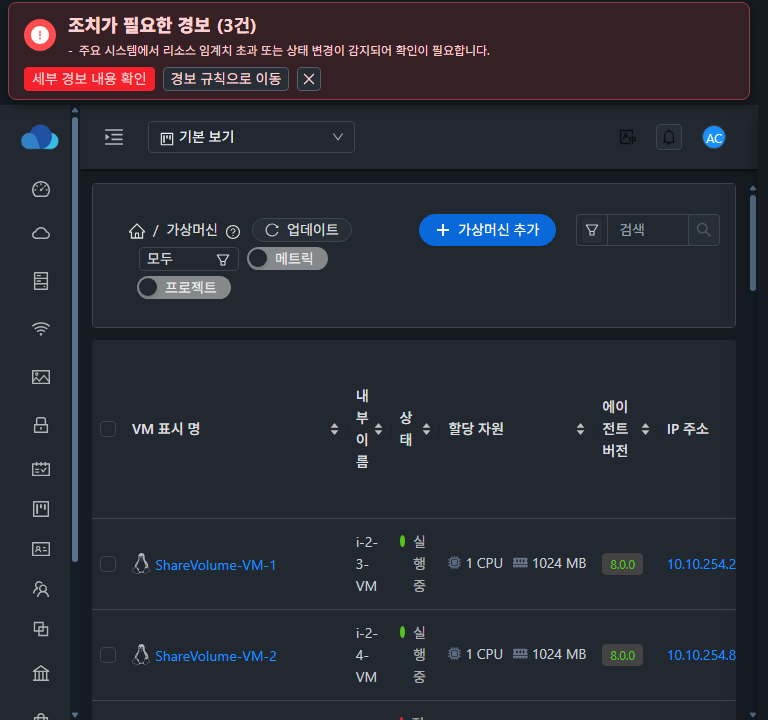 조치가 필요한 경보 (3건)
- 주요 시스템에서 리소스 임계치 초과 또는 상태 변경이 감지되어 확인이 필요합니다.
세부 경보 내용 확인 경보 규칙으로 이동
기본 보기 AC
/ 가상머신 업데이트 가상머신 추가 검색
모두 메트릭
프로젝트
VM 표시 명 내부이름 상태 할당 자원 에이전트버전 IP 주소
ShareVolume-VM-1 i-2-3-VM 실행중 1 CPU 1024 MB 8.0.0 10.10.254.2
ShareVolume-VM-2 i-2-4-VM 실행중 1 CPU 1024 MB 8.0.0 10.10.254.8